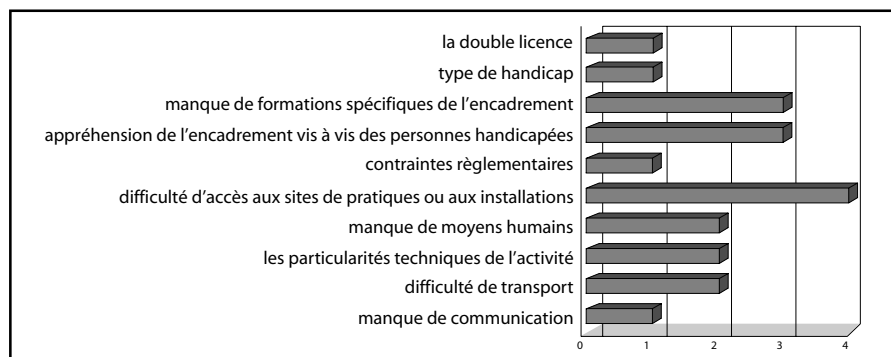 la double licence
type de handicap
manque de formations spécifiques de l’encadrement
appréhension de l’encadrement vis à vis des personnes handicapées
contraintes règlementaires
difficulté d’accès aux sites de pratiques ou aux installations
manque de moyens humains
les particularités techniques de l’activité
difficulté de transport
manque de communication
0 1 2 3 4